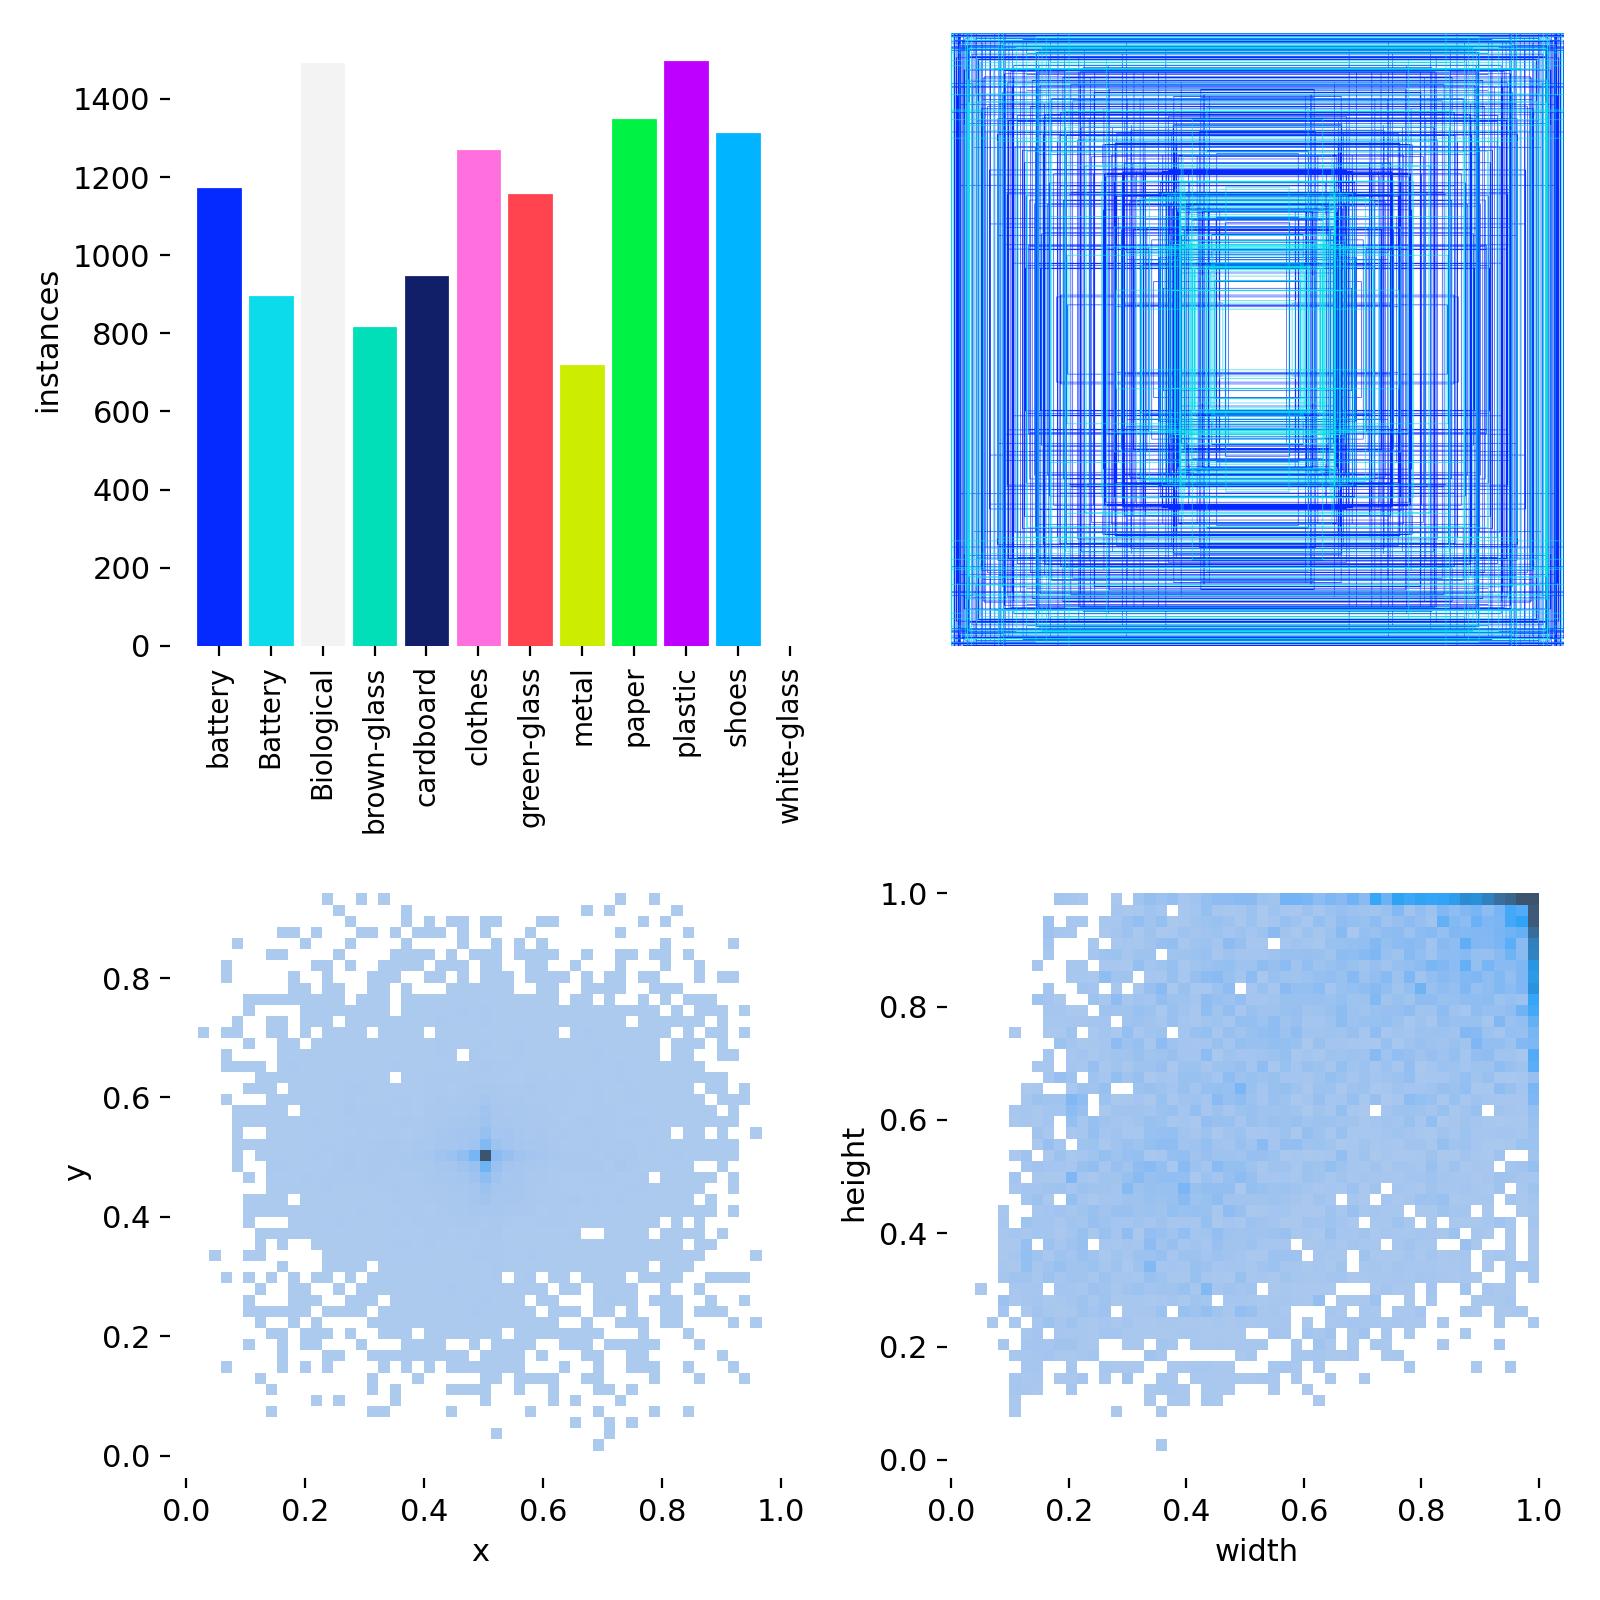 instances
1400
1200
1000
800
600
400
200
0
battery
Battery
Biological
brown-glass
cardboard
clothes
green-glass
metal
paper
plastic
shoes
white-glass
y
0.8
0.6
0.4
0.2
0.0
0.0 0.2 0.4 0.6 0.8 1.0
x
height
1.0
0.8
0.6
0.4
0.2
0.0
0.0 0.2 0.4 0.6 0.8 1.0
width